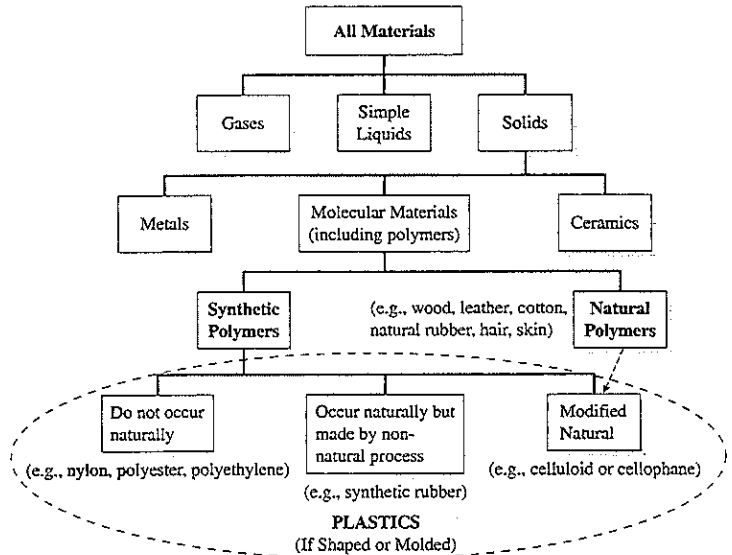 All Materials
Gases
Simple
Liquids
Solids
Metals
Molecular Materials
(including polymers)
Ceramics
Synthetic
Polymers
(e.g., wood, leather, cotton,
natural rubber, hair, skin)
Natural
Polymers
Do not occur
naturally
Occur naturally but
made by non-
natural process
Modified
Natural
(e.g., nylon, polyester, polyethylene)
(e.g., synthetic rubber)
(e.g., celluloid or cellophane)
PLASTICS
(If Shaped or Molded)